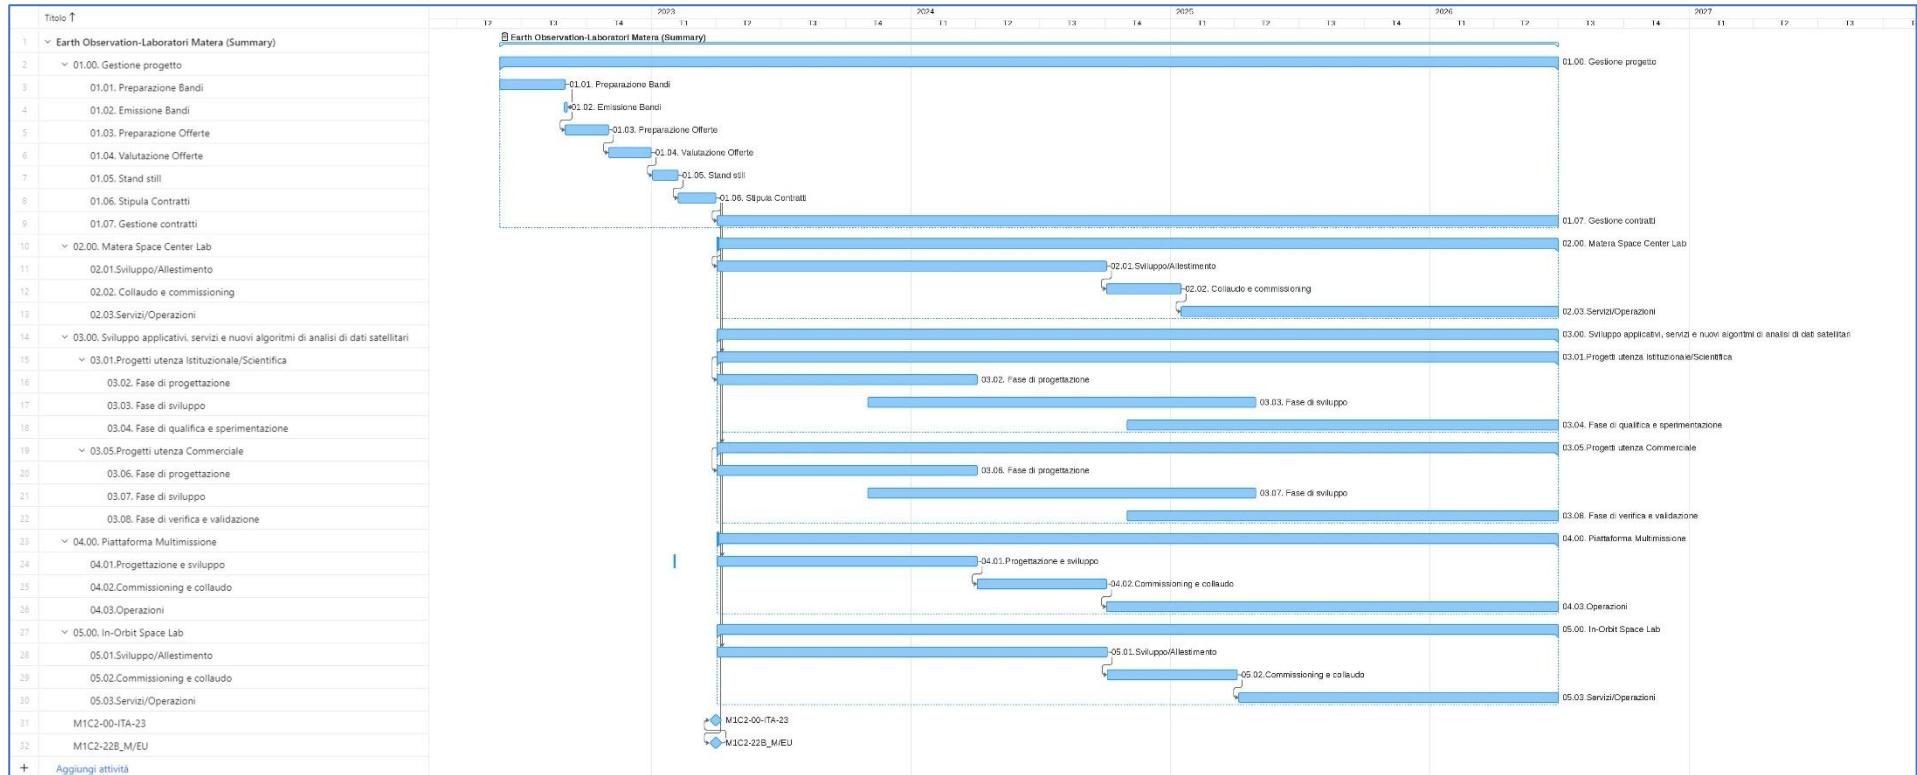 Titolo ↑
2023 2024 2025 2026 2027
T2 T3 T4 T1 T2 T3 T4 T1 T2 T3 T4 T1 T2 T3 T4 T1 T2 T3 T4 T1 T2 T3
1 Earth Observation-Laboratori Matera (Summary) Earth Observation-Laboratori Matera (Summary)
2 01.00. Gestione progetto 01.00. Gestione progetto
3 01.01. Preparazione Bandi 01.01. Preparazione Bandi
4 01.02. Emissione Bandi 01.02. Emissione Bandi
5 01.03. Preparazione Offerte 01.03. Preparazione Offerte
6 01.04. Valutazione Offerte 01.04. Valutazione Offerte
7 01.05. Stand still 01.05. Stand still
8 01.06. Stipula Contratti 01.06. Stipula Contratti
9 01.07. Gestione contratti 01.07. Gestione contratti
10 02.00. Matera Space Center Lab 02.00. Matera Space Center Lab
11 02.01.Sviluppo/Allestimento 02.01.Sviluppo/Allestimento
12 02.02. Collaudo e commissioning 02.02. Collaudo e commissioning
13 02.03.Servizi/Operazioni 02.03.Servizi/Operazioni
14 03.00. Sviluppo applicativi, servizi e nuovi algoritmi di analisi di dati satellitari 03.00. Sviluppo applicativi, servizi e nuovi algoritmi di analisi di dati satellitari
15 03.01.Progetti utenza Istituzionale/Scientifica 03.01.Progetti utenza Istituzionale/Scientifica
16 03.02. Fase di progettazione 03.02. Fase di progettazione
17 03.03. Fase di sviluppo 03.03. Fase di sviluppo
18 03.04. Fase di qualifica e sperimentazione 03.04. Fase di qualifica e sperimentazione
19 03.05.Progetti utenza Commerciale 03.05.Progetti utenza Commerciale
20 03.06. Fase di progettazione 03.06. Fase di progettazione
21 03.07. Fase di sviluppo 03.07. Fase di sviluppo
22 03.08. Fase di verifica e validazione 03.08. Fase di verifica e validazione
23 04.00. Piattaforma Multimissione 04.00. Piattaforma Multimissione
24 04.01.Progettazione e sviluppo 04.01.Progettazione e sviluppo
25 04.02.Commissioning e collaudo 04.02.Commissioning e collaudo
26 04.03.Operazioni 04.03.Operazioni
27 05.00. In-Orbit Space Lab 05.00. In-Orbit Space Lab
28 05.01.Sviluppo/Allestimento 05.01.Sviluppo/Allestimento
29 05.02.Commissioning e collaudo 05.02.Commissioning e collaudo
30 05.03.Servizi/Operazioni 05.03.Servizi/Operazioni
31 M1C2-00-ITA-23 M1C2-00-ITA-23
32 M1C2-22B_M/EU M1C2-22B_M/EU
+ Aggiungi attività